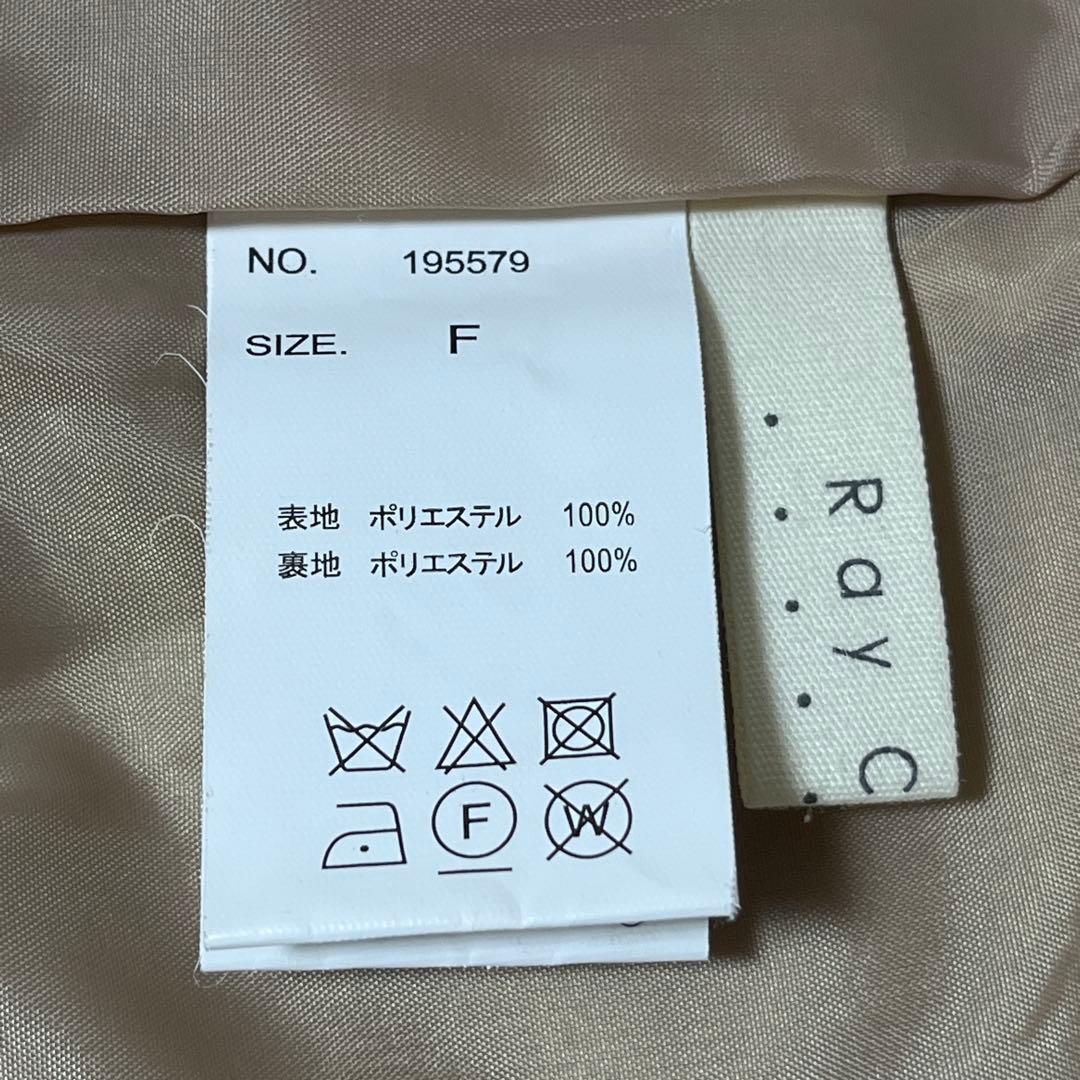 NO. 195579
SIZE. F
表地 ポリエステル 100%
裏地 ポリエステル 100%
F W
Ray C